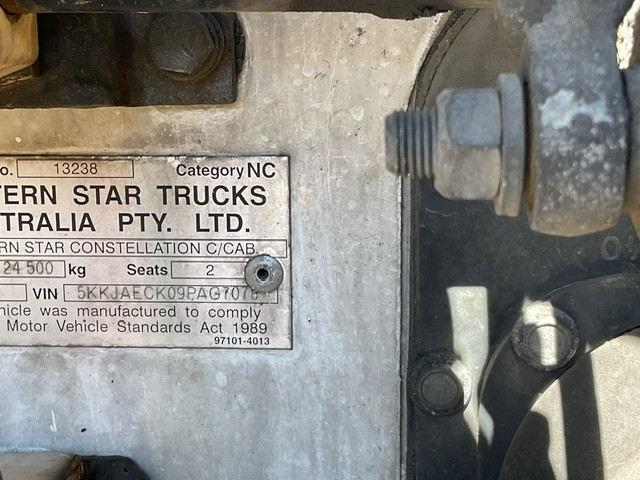 o. 13238 Category NC
TERN STAR TRUCKS
TRALIA PTY. LTD.
RN STAR CONSTELLATION C/CAB.
24 500 kg Seats 2
VIN
hicle was manufactured to comply
Motor Vehicle Standards Act 1989
97101-4013